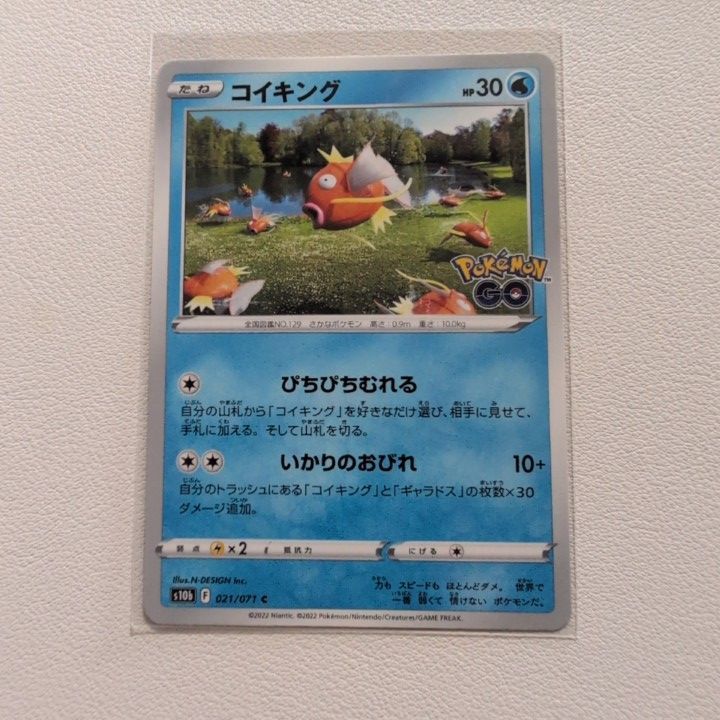 たね コイキング HP30
Pokémon GO™
全国図鑑NO.129 さかなポケモン 高さ:0.9m 重さ:10.0kg
ぴちぴちむれる
自分の山札から「コイキング」を好きなだけ選び、相手に見せて、
手札に加える。そして山札を切る。
いかりのおびれ 10+
自分のトラッシュにある「コイキング」と「ギャラドス」の枚数×30
ダメージ追加。
弱点 ×2 抵抗力 にげる
Illus.N-DESIGN Inc.
力も スピードも ほとんどダメ。世界で
一番 弱くて 情けない ポケモンだ。
s10b F 021/071 C
©2022 Niantic. ©2022 Pokémon/Nintendo/Creatures/GAME FREAK.